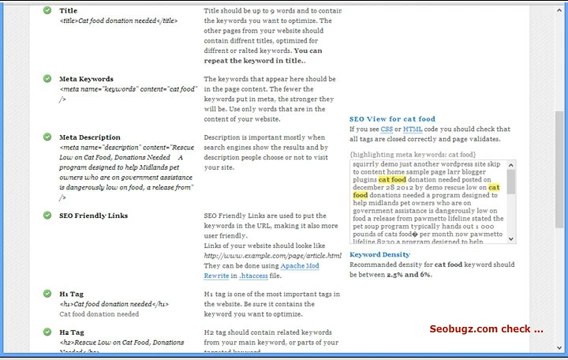 Title
<title>Cat food donation needed</title>
Title should be up to 9 words and to contain
the keywords you want to optimize. The
other pages from your website should
contain diffrent titles, optimized for
diffrent or ralted keywords. You can
repeat the keyword in title..
Meta Keywords
<meta name="keywords" content="cat food"
/>
The keywords that appear here should be
in the page content. The fewer the
keywords put in meta, the stronger they
will be. Use only words that are in the
content of your website.
Meta Description
<meta name="description" content="Rescue
Low on Cat Food, Donations Needed A
program designed to help Midlands pet
owners who are on government assistance
is dangerously low on food, a release from"
/>
Description is important mostly when
search engines show the results and by
description people choose or not to visit
your site.
SEO Friendly Links
SEO Friendly Links are used to put the
keywords in the URL, making it also more
user friendly.
Links of your website should looks like
http://www.example.com/page/article.html
They can be done using Apache Mod
Rewrite in .htaccess file.
H1 Tag
<h1>Cat food donation needed</h1>
Cat food donation needed
H1 tag is one of the most important tags in
the website. Be sure it contains the
keyword you want to optimize.
H2 Tag
<h2>Rescue Low on Cat Food, Donations
H2 tag should contain related keywords
from your main keyword, or parts of your
SEO View for cat food
If you see CSS or HTML code you should check that
all tags are closed correctly and page validates.
(highlighting meta keywords: cat food)
squirrly demo just another wordpress site skip
to content home sample page larr blogger
plugins cat food donation needed posted on
december 28 2012 by demo rescue low on cat
food donations needed a program designed to
help midlands pet owners who are on
government assistance is dangerously low on
food a release from pawmetto lifeline stated the
pet soup program typically hands out 1 000
pounds of cats food� per month now pawmetto
lifeline 8230 a program designed to help
Keyword Density
Recommanded density for cat food keyword should
be between 2.5% and 6%.
Seobugz.com check ...